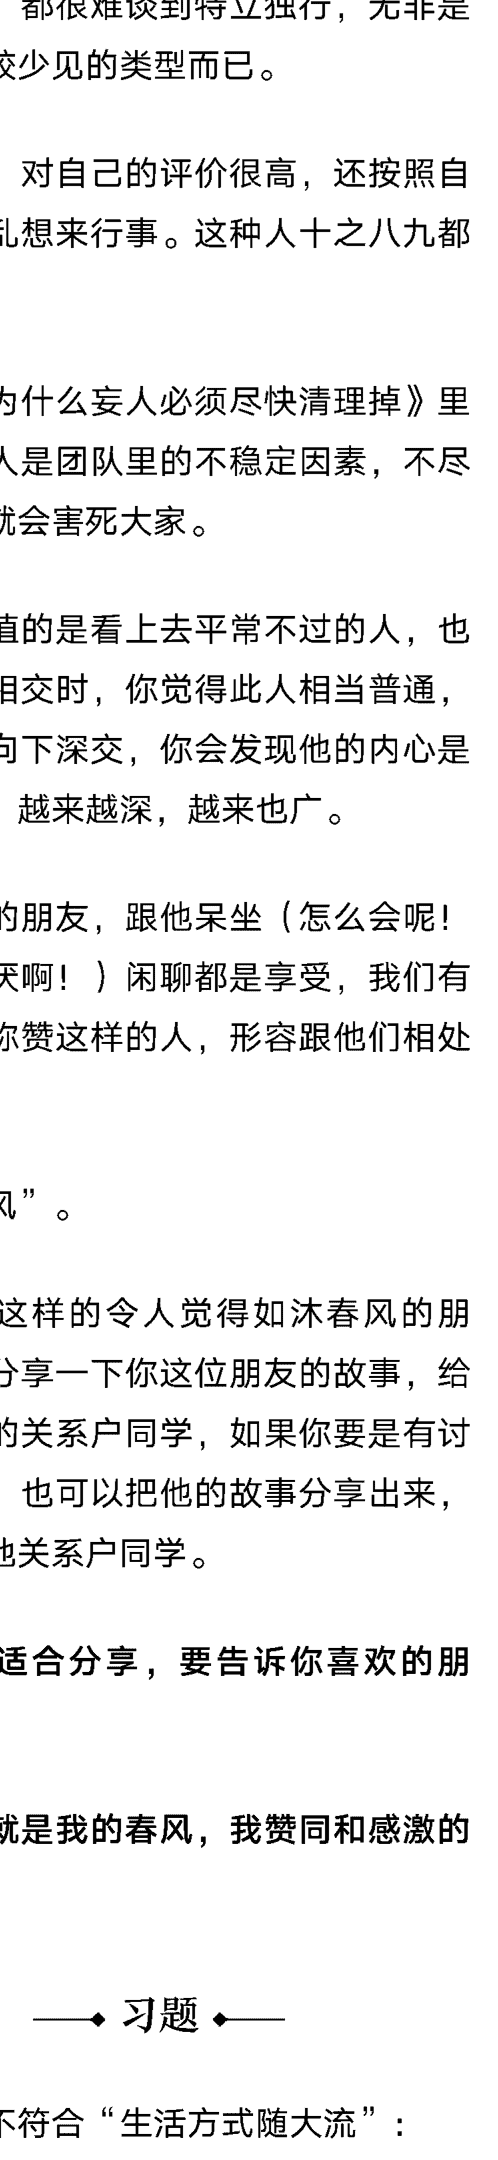 都很难谈到特立独行，无非是
较少见的类型而已。
对自己的评价很高，还按照自
乱想来行事。这种人十之八九都
为什么妄人必须尽快清理掉》里
人是团队里的不稳定因素，不尽
就会害死大家。
值的是看上去平常不过的人，也
相交时，你觉得此人相当普通，
向下深交，你会发现他的内心是
越来越深，越来也广。
的朋友，跟他呆坐（怎么会呢！
厌啊！）闲聊都是享受，我们有
你赞这样的人，形容跟他们相处
风”。
这样的令人觉得如沐春风的朋
分享一下你这位朋友的故事，给
的关系户同学，如果你要是有讨
也可以把他的故事分享出来，
他关系户同学。
适合分享，要告诉你喜欢的朋
就是我的春风，我赞同和感激的
习题
不符合“生活方式随大流”：